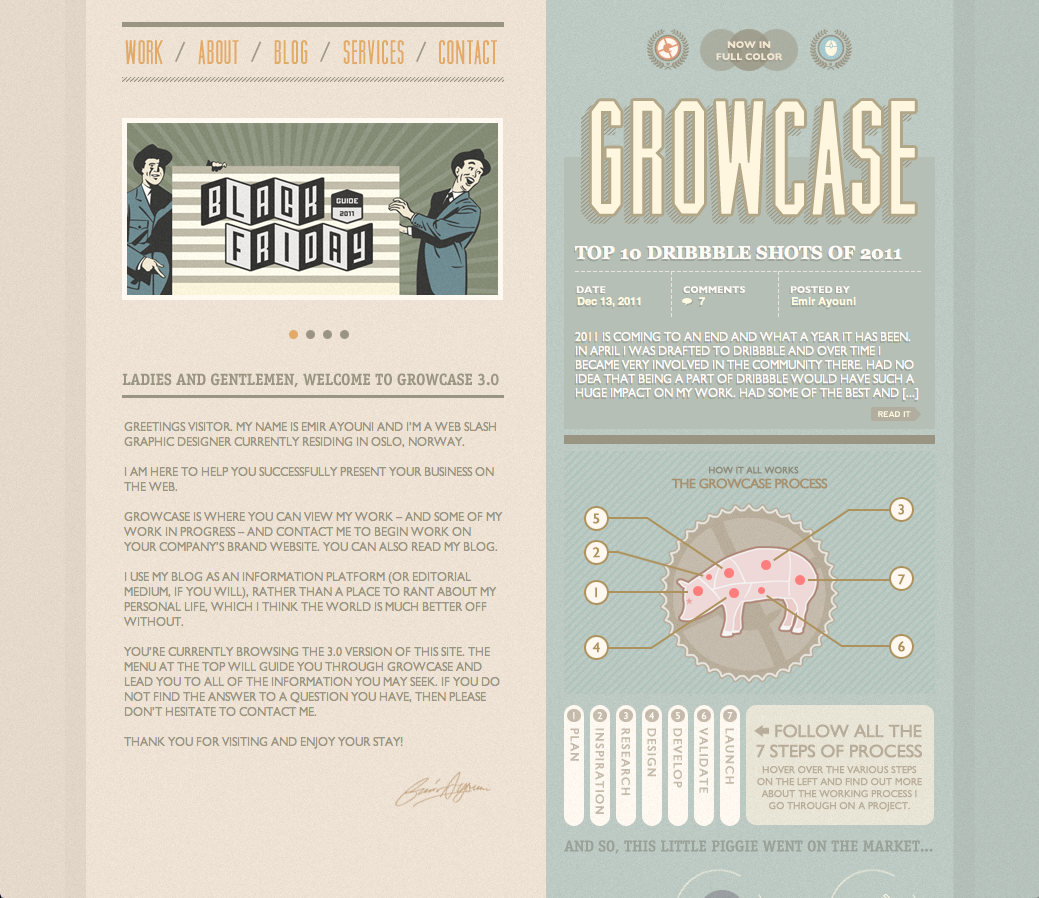 WORK / ABOUT / BLOG / SERVICES / CONTACT
BLACK
GUIDE
2011
FRIDAY
LADIES AND GENTLEMEN, WELCOME TO GROWCASE 3.0
GREETINGS VISITOR. MY NAME IS EMIR AYOUNI AND I'M A WEB SLASH
GRAPHIC DESIGNER CURRENTLY RESIDING IN OSLO, NORWAY.
I AM HERE TO HELP YOU SUCCESSFULLY PRESENT YOUR BUSINESS ON
THE WEB.
GROWCASE IS WHERE YOU CAN VIEW MY WORK – AND SOME OF MY
WORK IN PROGRESS – AND CONTACT ME TO BEGIN WORK ON
YOUR COMPANY'S BRAND WEBSITE. YOU CAN ALSO READ MY BLOG.
I USE MY BLOG AS AN INFORMATION PLATFORM (OR EDITORIAL
MEDIUM, IF YOU WILL), RATHER THAN A PLACE TO RANT ABOUT MY
PERSONAL LIFE, WHICH I THINK THE WORLD IS MUCH BETTER OFF
WITHOUT.
YOU'RE CURRENTLY BROWSING THE 3.0 VERSION OF THIS SITE. THE
MENU AT THE TOP WILL GUIDE YOU THROUGH GROWCASE AND
LEAD YOU TO ALL OF THE INFORMATION YOU MAY SEEK. IF YOU DO
NOT FIND THE ANSWER TO A QUESTION YOU HAVE, THEN PLEASE
DON'T HESITATE TO CONTACT ME.
THANK YOU FOR VISITING AND ENJOY YOUR STAY!
Emir Ayouni
NOW IN
FULL COLOR
GROWCASE
TOP 10 DRIBBBLE SHOTS OF 2011
DATE
Dec 13, 2011
COMMENTS
7
POSTED BY
Emir Ayouni
2011 IS COMING TO AN END AND WHAT A YEAR IT HAS BEEN.
IN APRIL I WAS DRAFTED TO DRIBBBLE AND OVER TIME I
BECAME VERY INVOLVED IN THE COMMUNITY THERE. HAD NO
IDEA THAT BEING A PART OF DRIBBBLE WOULD HAVE SUCH A
HUGE IMPACT ON MY WORK. HAD SOME OF THE BEST AND [...]
READ IT
HOW IT ALL WORKS
THE GROWCASE PROCESS
5
2
1
4
3
7
6
1 PLAN
2 INSPIRATION
3 RESEARCH
4 DESIGN
5 DEVELOP
6 VALIDATE
7 LAUNCH
FOLLOW ALL THE
7 STEPS OF PROCESS
HOVER OVER THE VARIOUS STEPS
ON THE LEFT AND FIND OUT MORE
ABOUT THE WORKING PROCESS I
GO THROUGH ON A PROJECT.
AND SO, THIS LITTLE PIGGIE WENT ON THE MARKET...